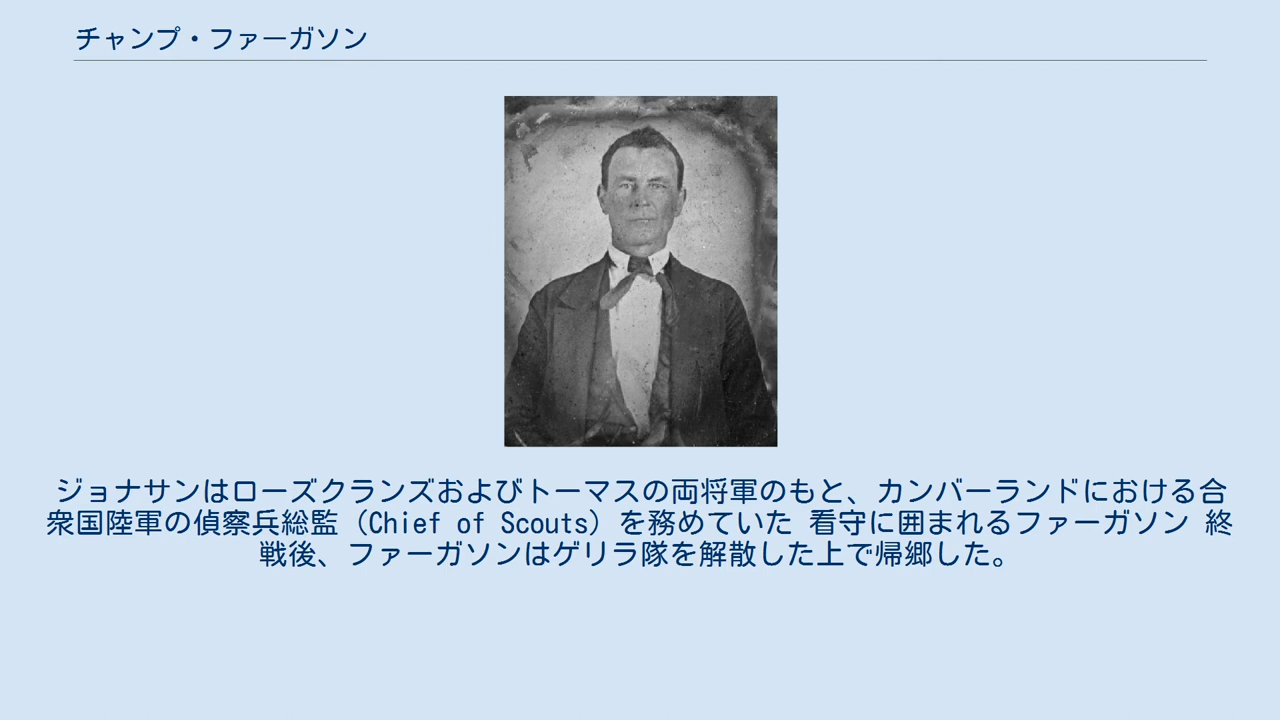 チャンプ・ファーガソン
ジョナサンはローズクランズおよびトーマスの両将軍のもと、カンバーランドにおける合
衆国陸軍の偵察兵総監（Chief of Scouts）を務めていた 看守に囲まれるファーガソン 終
戦後、ファーガソンはゲリラ隊を解散した上で帰郷した。